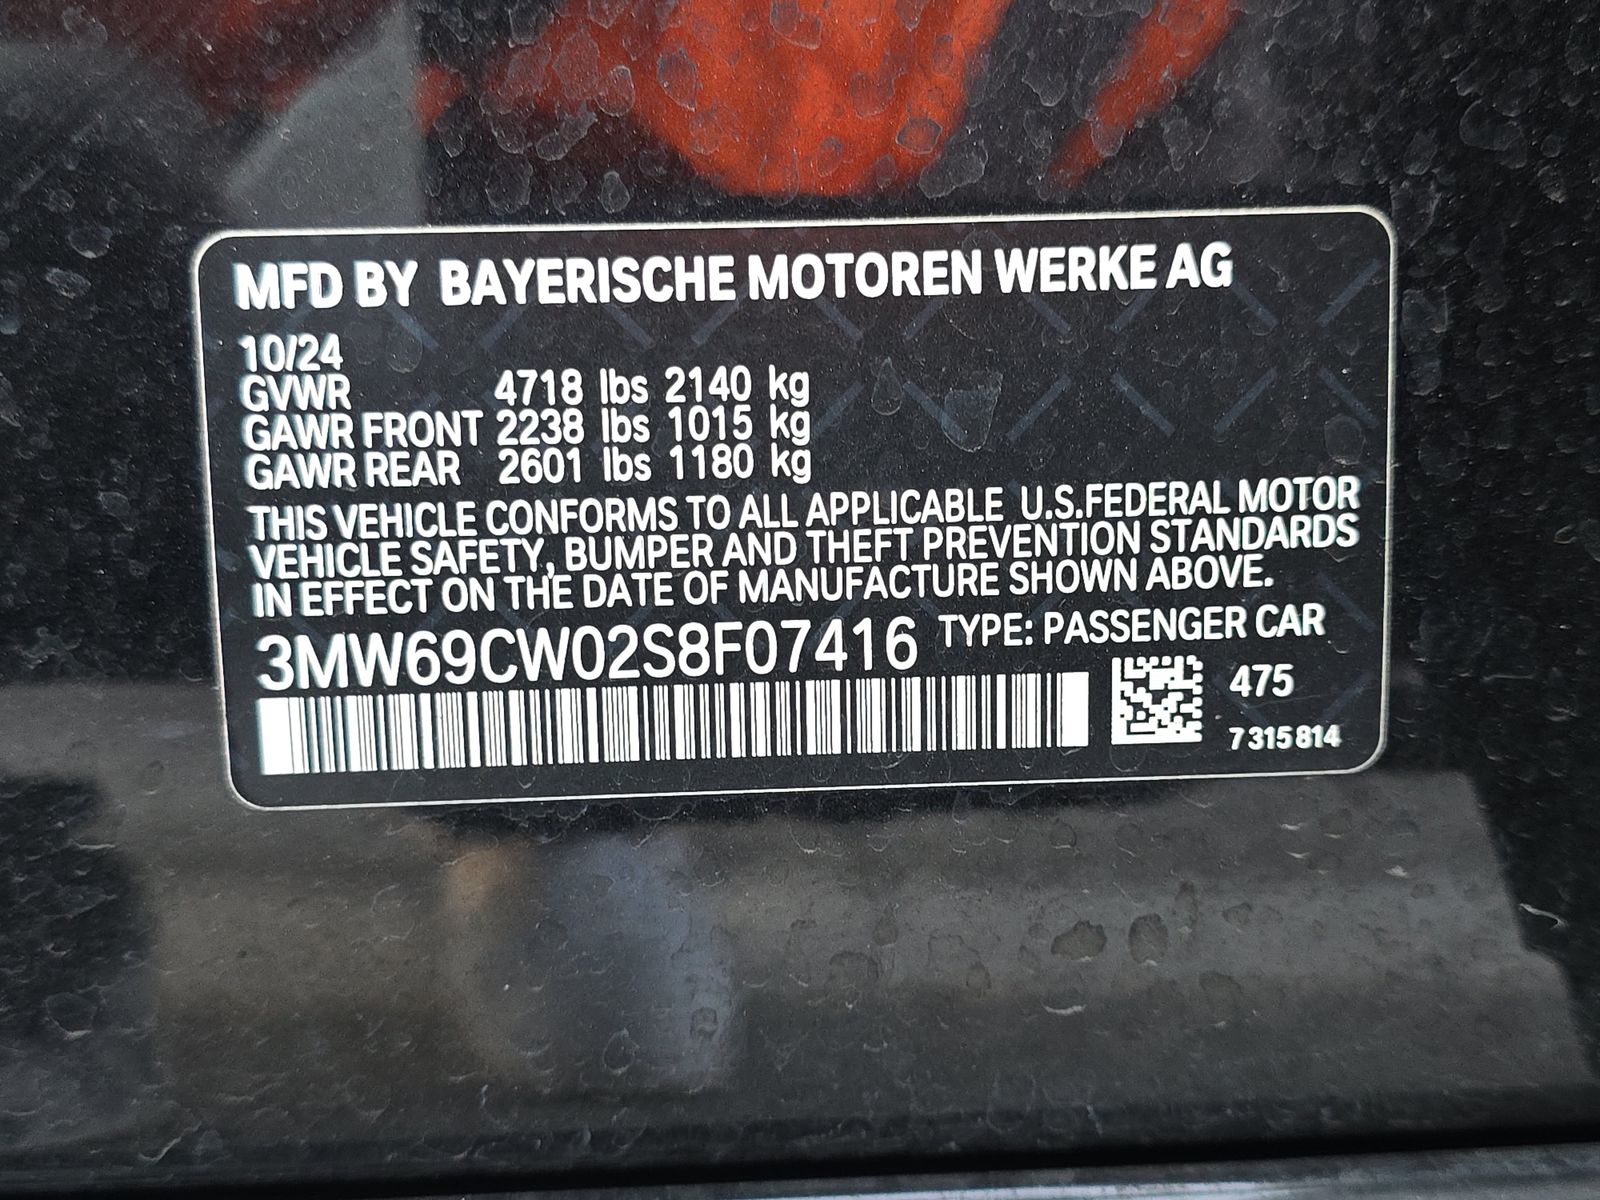 MFD BY BAYERISCHE MOTOREN WERKE AG
10/24
GVWR 4718 lbs 2140 kg
GAWR FRONT 2238 lbs 1015 kg
GAWR REAR 2601 lbs 1180 kg
THIS VEHICLE CONFORMS TO ALL APPLICABLE U.S.FEDERAL MOTOR
VEHICLE SAFETY, BUMPER AND THEFT PREVENTION STANDARDS
IN EFFECT ON THE DATE OF MANUFACTURE SHOWN ABOVE.
3MW69CW02S8F07416 TYPE: PASSENGER CAR
475
7315814